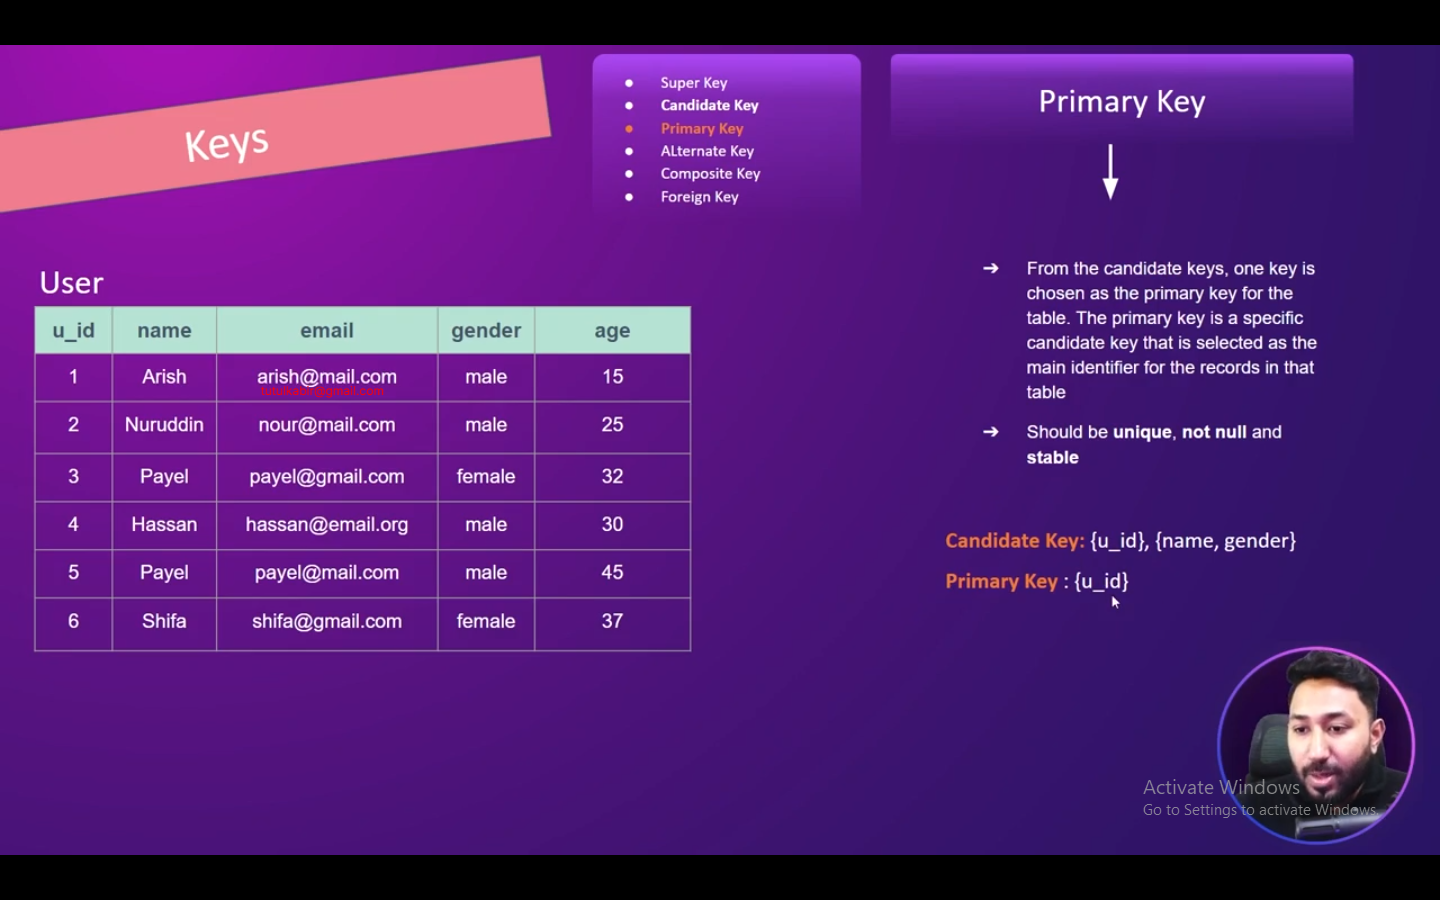 Keys
Super Key
Candidate Key
Primary Key
ALternate Key
Composite Key
Foreign Key
Primary Key
User
u_id name email gender age
1 Arish arish@mail.com male 15
2 Nuruddin nour@mail.com male 25
3 Payel payel@gmail.com female 32
4 Hassan hassan@email.org male 30
5 Payel payel@mail.com male 45
6 Shifa shifa@gmail.com female 37
➔ From the candidate keys, one key is
chosen as the primary key for the
table. The primary key is a specific
candidate key that is selected as the
main identifier for the records in that
table
➔ Should be unique, not null and
stable
Candidate Key: {u_id}, {name, gender}
Primary Key : {u_id}
Activate Windows
Go to Settings to activate Windows.